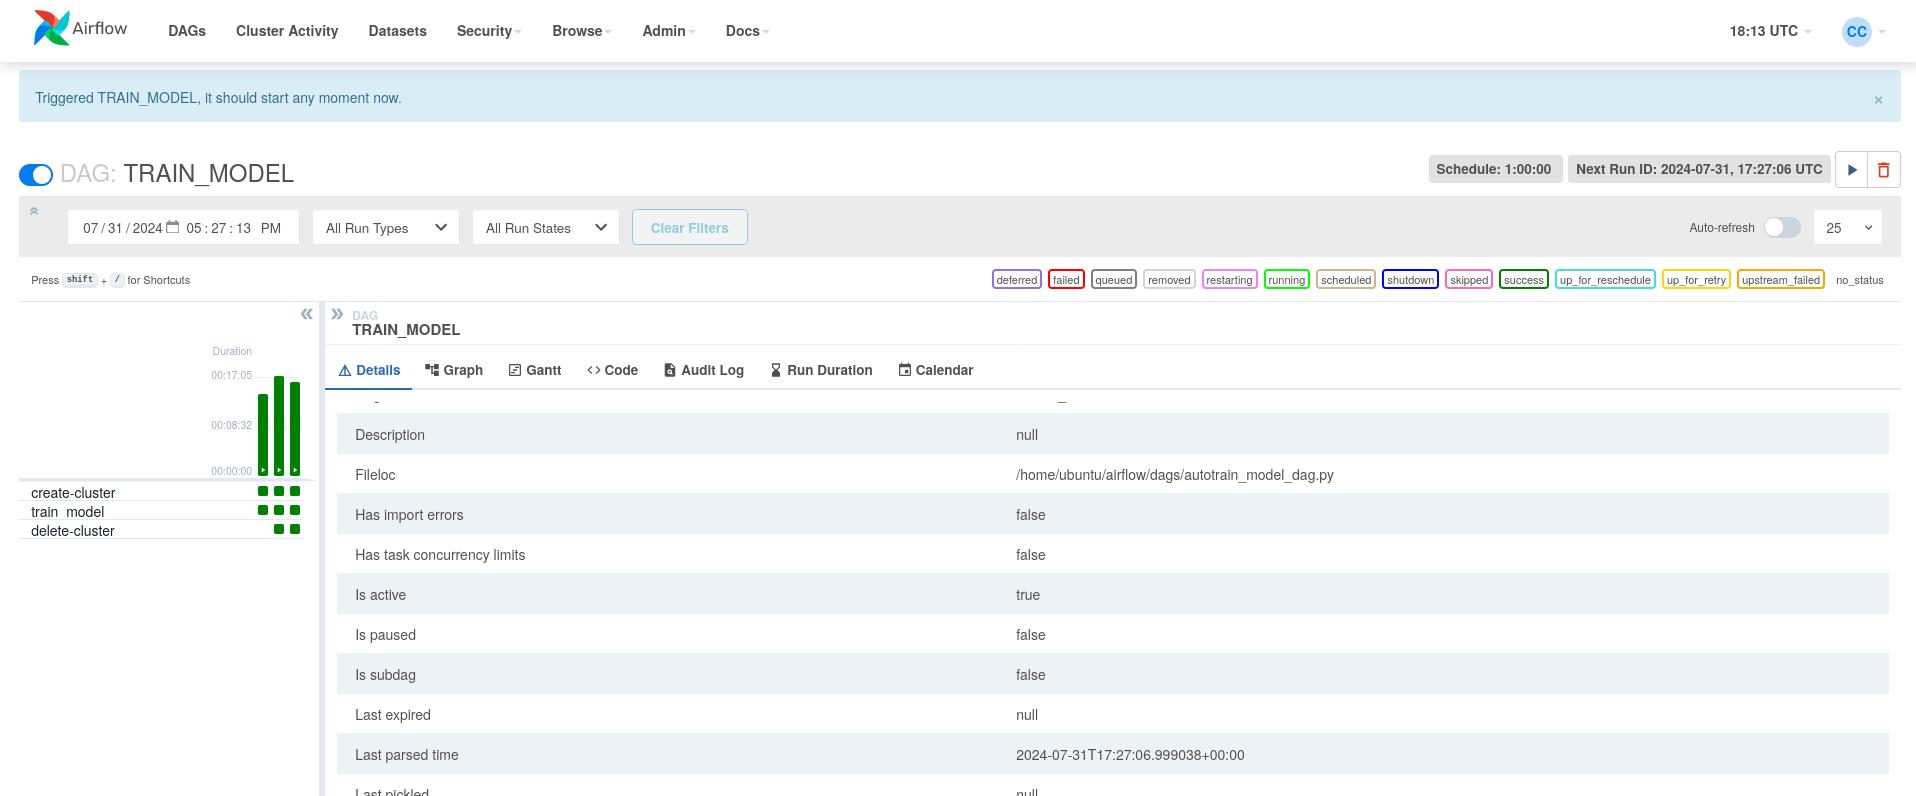 Airflow DAGs Cluster Activity Datasets Security Browse Admin Docs 18:13 UTC CC
Triggered TRAIN_MODEL, it should start any moment now. ×
DAG: TRAIN_MODEL Schedule: 1:00:00 Next Run ID: 2024-07-31, 17:27:06 UTC
07 / 31 / 2024 05 : 27 : 13 PM All Run Types All Run States Clear Filters Auto-refresh 25
Press shift + / for Shortcuts deferred failed queued removed restarting running scheduled shutdown skipped success up_for_reschedule up_for_retry upstream_failed no_status
DAG
TRAIN_MODEL
Duration
00:17:05
00:08:32
00:00:00
create-cluster
train_model
delete-cluster
Details Graph Gantt Code Audit Log Run Duration Calendar
Description null
Fileloc /home/ubuntu/airflow/dags/autotrain_model_dag.py
Has import errors false
Has task concurrency limits false
Is active true
Is paused false
Is subdag false
Last expired null
Last parsed time 2024-07-31T17:27:06.999038+00:00
Last pickled null